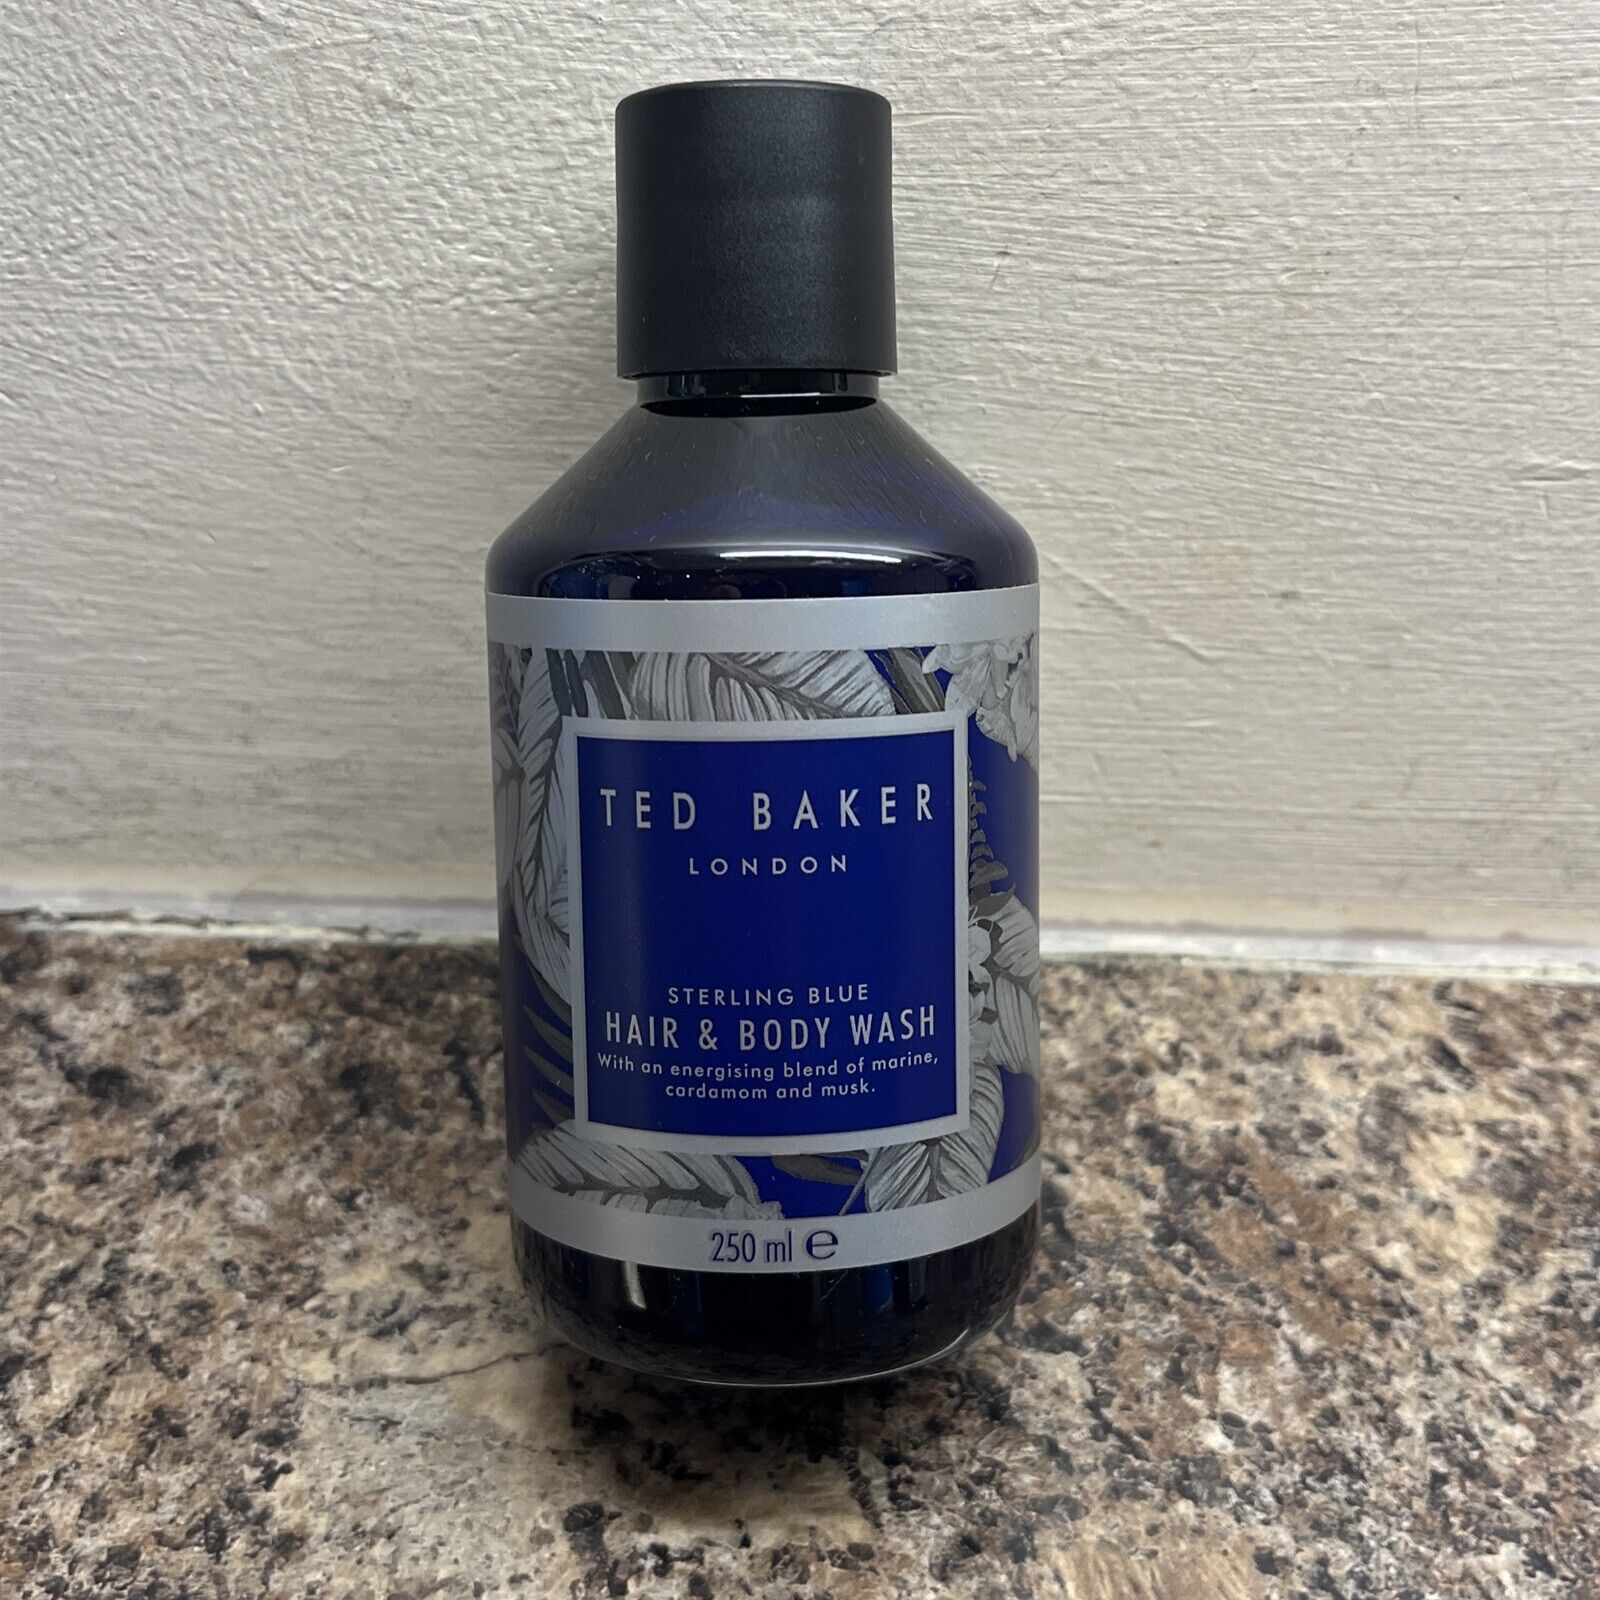 TED BAKER
LONDON
STERLING BLUE
HAIR & BODY WASH
With an energising blend of marine,
cardamom and musk.
250 ml ℮